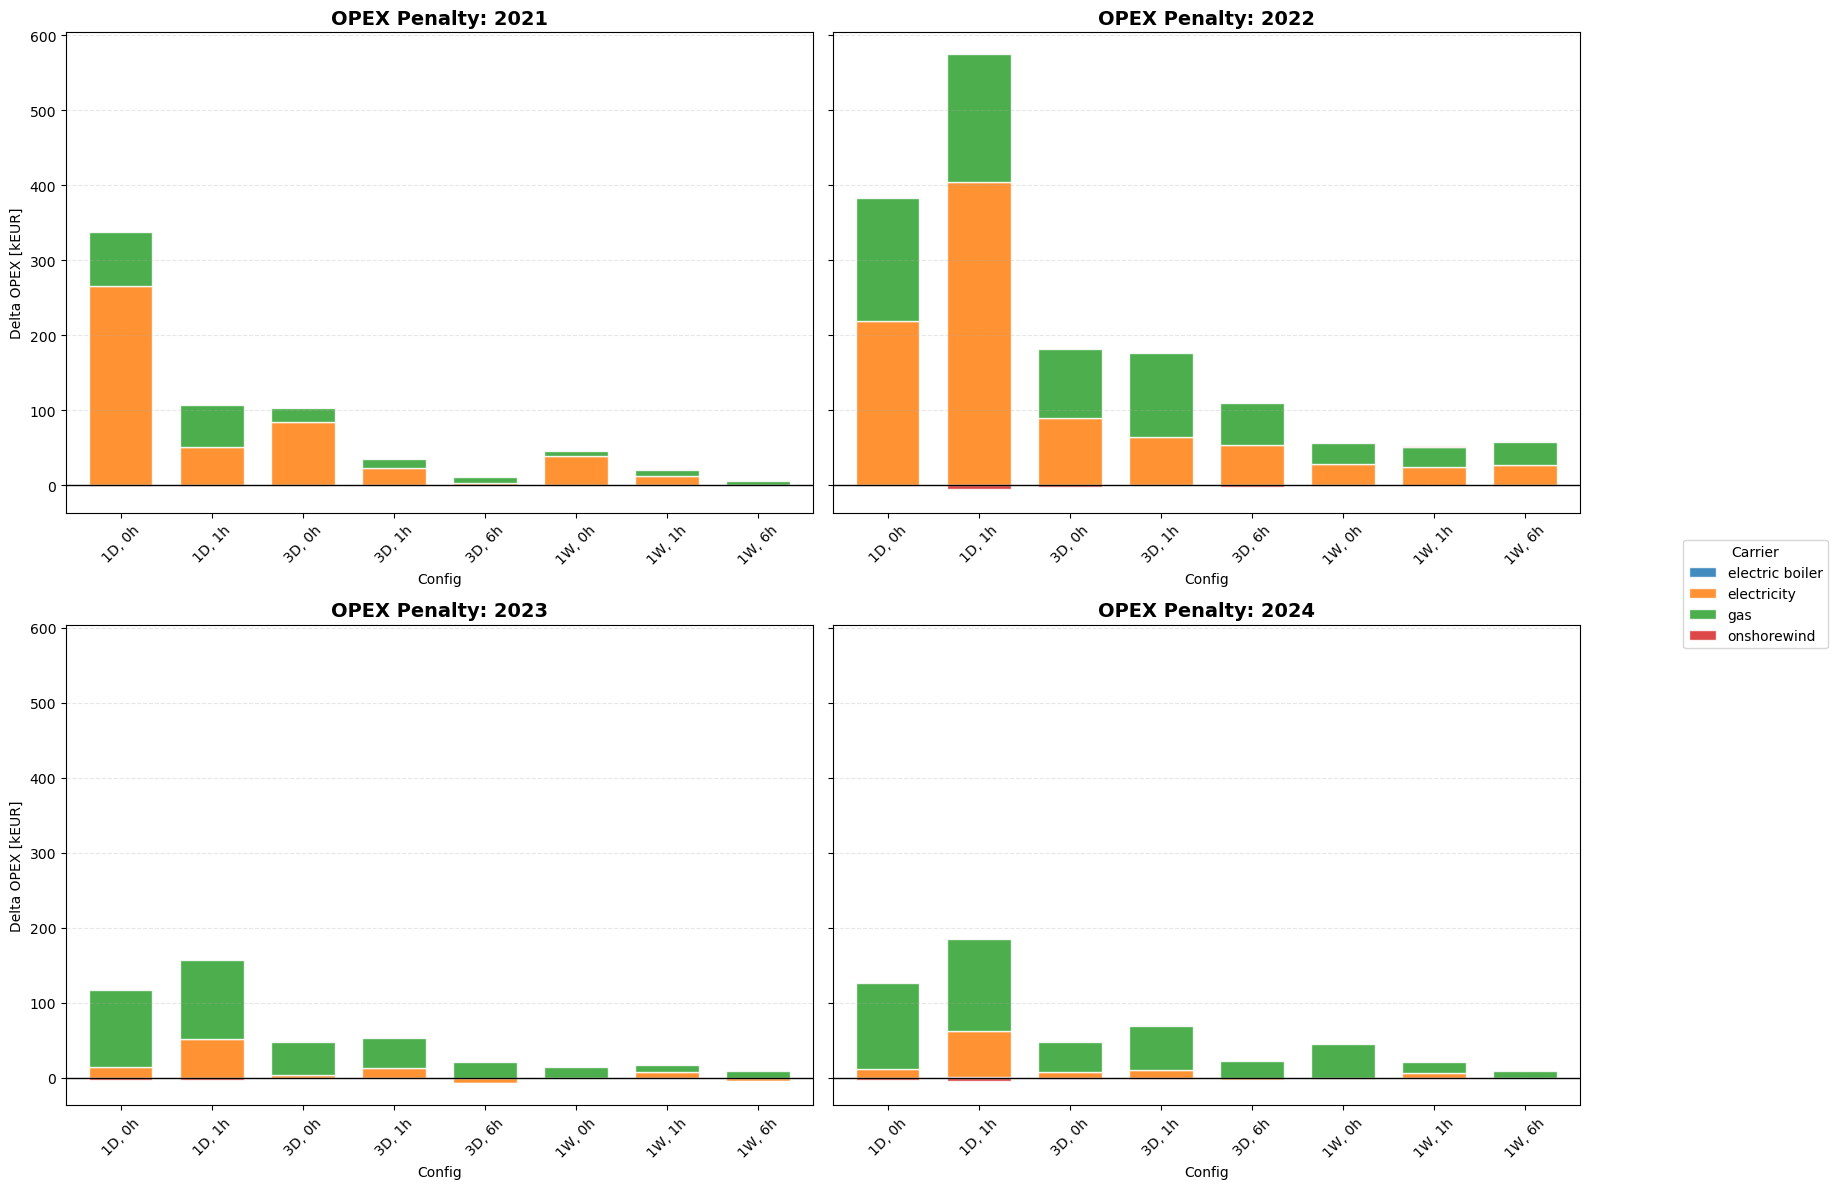 OPEX Penalty: 2021
OPEX Penalty: 2022
600
500
400
300
200
100
0
Delta OPEX [kEUR]
1D, 0h
1D, 1h
3D, 0h
3D, 1h
3D, 6h
1W, 0h
1W, 1h
1W, 6h
Config
1D, 0h
1D, 1h
3D, 0h
3D, 1h
3D, 6h
1W, 0h
1W, 1h
1W, 6h
Config
Carrier
electric boiler
electricity
gas
onshorewind
OPEX Penalty: 2023
OPEX Penalty: 2024
600
500
400
300
200
100
0
Delta OPEX [kEUR]
1D, 0h
1D, 1h
3D, 0h
3D, 1h
3D, 6h
1W, 0h
1W, 1h
1W, 6h
Config
1D, 0h
1D, 1h
3D, 0h
3D, 1h
3D, 6h
1W, 0h
1W, 1h
1W, 6h
Config